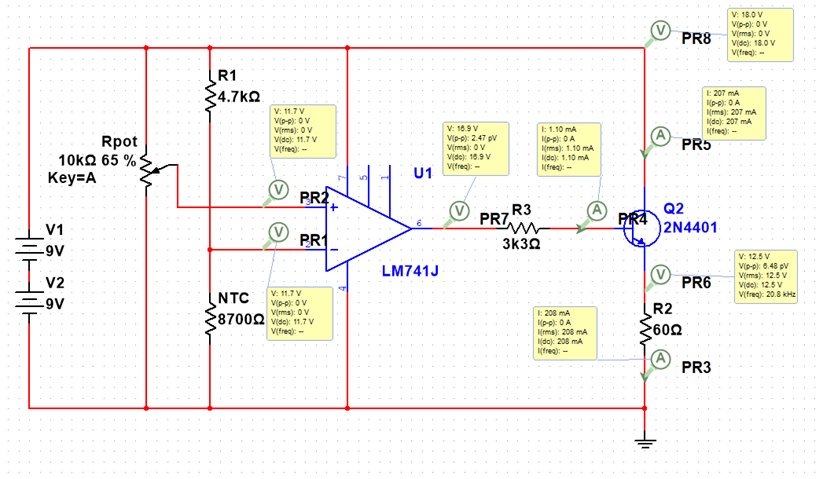 V: 18.0 V
V(p-p): 0 V
V(rms): 0 V
V(dc): 18.0 V
V(freq): --
V
PR8
I: 207 mA
I(p-p): 0 A
I(rms): 207 mA
I(dc): 207 mA
I(freq): --
A
PR5
R1
4.7kΩ
V: 11.7 V
V(p-p): 0 V
V(rms): 0 V
V(dc): 11.7 V
V(freq): --
V: 16.9 V
V(p-p): 2.47 pV
V(rms): 0 V
V(dc): 16.9 V
V(freq): --
I: 1.10 mA
I(p-p): 0 A
I(rms): 1.10 mA
I(dc): 1.10 mA
I(freq): --
Rpot
10kΩ 65 %
Key=A
V
PR2
7
5
1
U1
+
V
PR1
-
6
4
LM741J
V
PR7
R3
3k3Ω
A
PR4
Q2
2N4401
V1
9V
V2
9V
NTC
8700Ω
V: 11.7 V
V(p-p): 0 V
V(rms): 0 V
V(dc): 11.7 V
V(freq): --
V
PR6
V: 12.5 V
V(p-p): 6.48 pV
V(rms): 12.5 V
V(dc): 12.5 V
V(freq): 20.8 kHz
R2
60Ω
I: 208 mA
I(p-p): 0 A
I(rms): 208 mA
I(dc): 208 mA
I(freq): --
A
PR3